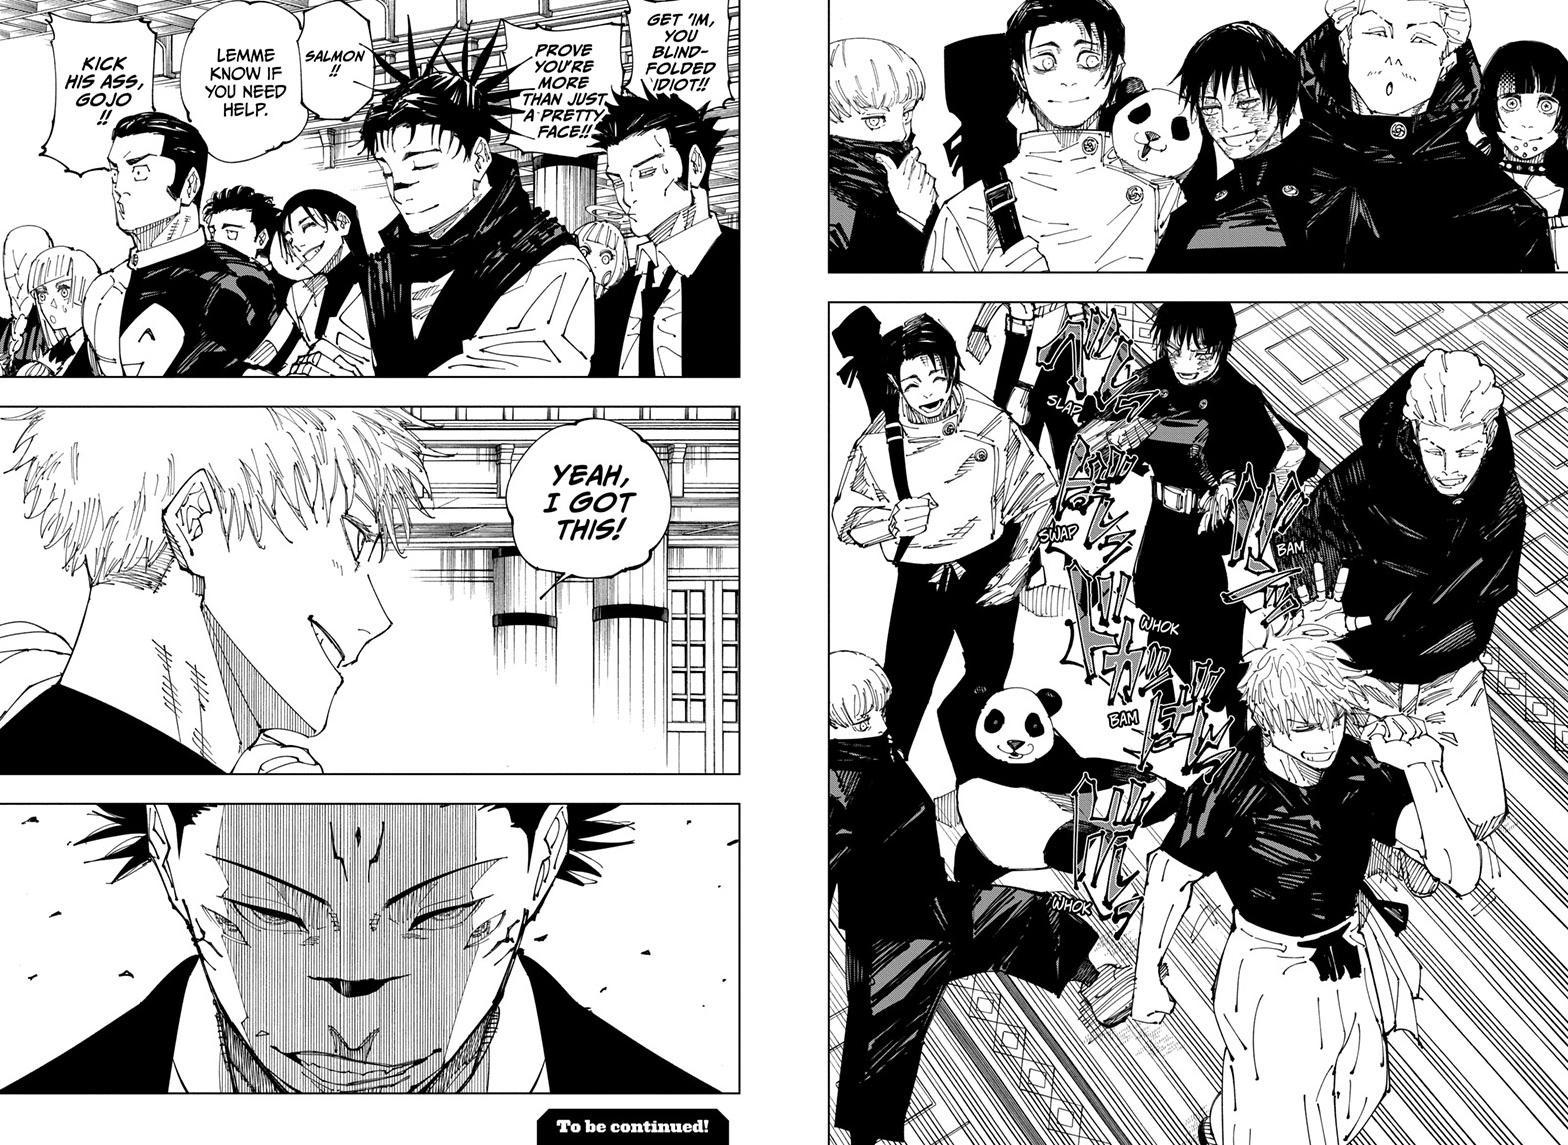 SLAP
BAM
SWAP
WHOK
BAM
WHOK
GET 'IM,
YOU
BLIND-
FOLDED
IDIOT!!
PROVE
YOU'RE
MORE
THAN JUST
A PRETTY
FACE!!
SALMON
!!
LEMME
KNOW IF
YOU NEED
HELP.
KICK
HIS ASS,
GOJO
!!
YEAH,
I GOT
THIS!
To be continued!